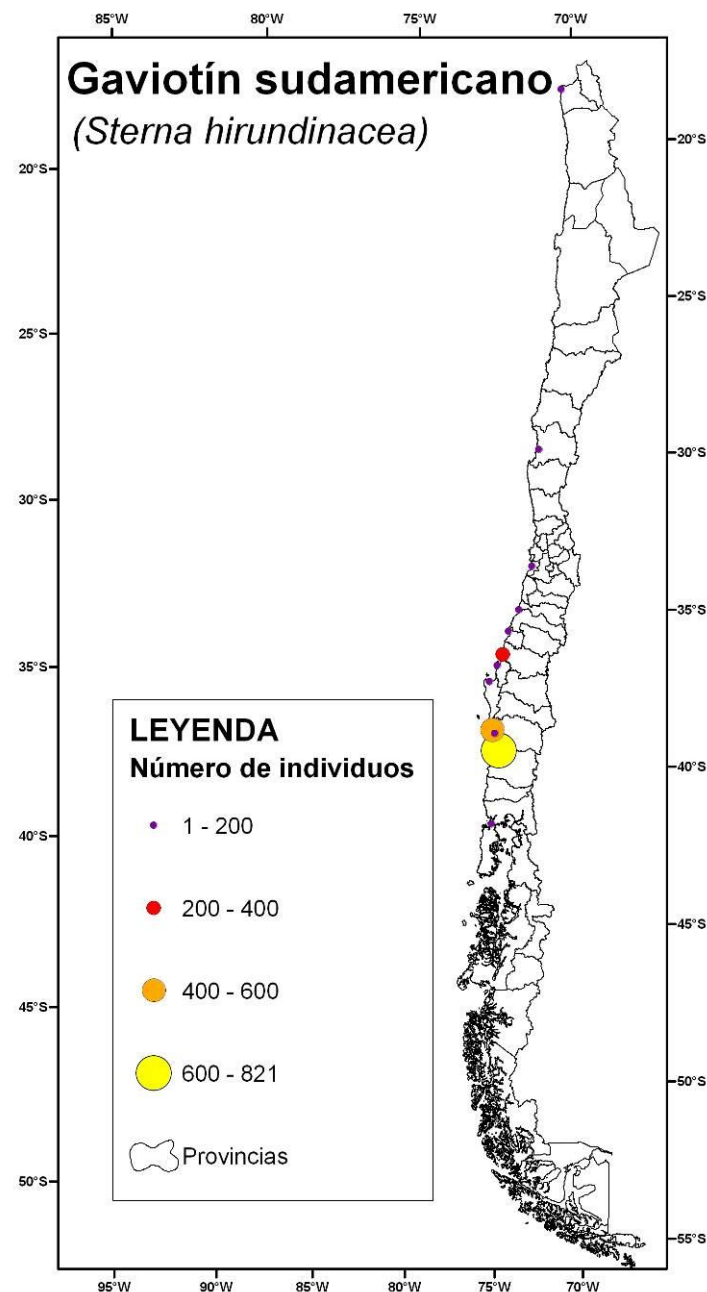 85°W 80°W 75°W 70°W
Gaviotín sudamericano
(Sterna hirundinacea)
20°S
20°S
25°S
25°S
30°S
30°S
35°S
35°S
40°S
40°S
45°S
45°S
50°S
50°S
55°S
LEYENDA
Número de individuos
1 - 200
200 - 400
400 - 600
600 - 821
Provincias
95°W 90°W 85°W 80°W 75°W 70°W